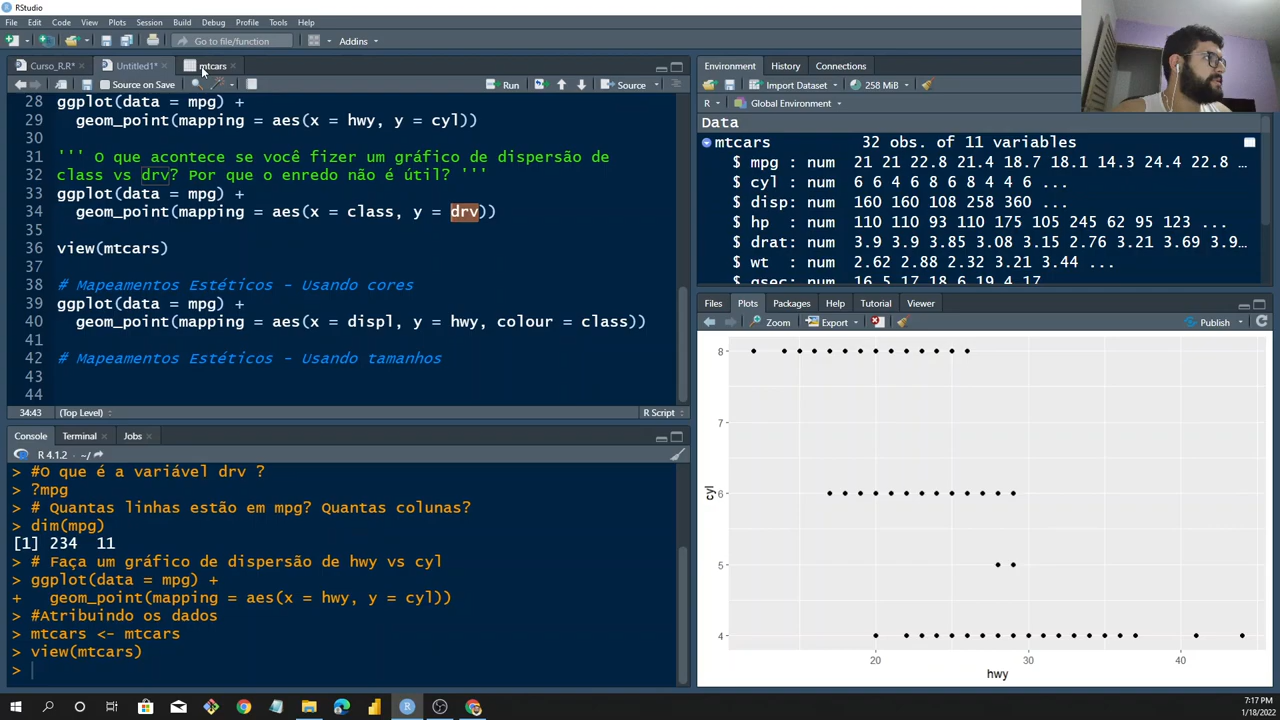 RStudio
File Edit Code View Plots Session Build Debug Profile Tools Help
Go to file/function Addins
Curso_R.R* Untitled1* mtcars
Source on Save Run Source
28 ggplot(data = mpg) +
29 geom_point(mapping = aes(x = hwy, y = cyl))
30
31 ''' O que acontece se você fizer um gráfico de dispersão de
32 class vs drv? Por que o enredo não é útil? '''
33 ggplot(data = mpg) +
34 geom_point(mapping = aes(x = class, y = drv))
35
36 view(mtcars)
37
38 # Mapeamentos Estéticos - Usando cores
39 ggplot(data = mpg) +
40 geom_point(mapping = aes(x = displ, y = hwy, colour = class))
41
42 # Mapeamentos Estéticos - Usando tamanhos
43
44
34:43 (Top Level) R Script
Console Terminal Jobs
R 4.1.2 · ~/
> #O que é a variável drv ?
> ?mpg
> # Quantas linhas estão em mpg? Quantas colunas?
> dim(mpg)
[1] 234 11
> # Faça um gráfico de dispersão de hwy vs cyl
> ggplot(data = mpg) +
+ geom_point(mapping = aes(x = hwy, y = cyl))
> #Atribuindo os dados
> mtcars <- mtcars
> view(mtcars)
>
Environment History Connections
Import Dataset 258 MiB
R Global Environment
Data
mtcars 32 obs. of 11 variables
$ mpg : num 21 21 22.8 21.4 18.7 18.1 14.3 24.4 22.8 …
$ cyl : num 6 6 4 6 8 6 8 4 4 6 ...
$ disp: num 160 160 108 258 360 ...
$ hp : num 110 110 93 110 175 105 245 62 95 123 ...
$ drat: num 3.9 3.9 3.85 3.08 3.15 2.76 3.21 3.69 3.9…
$ wt : num 2.62 2.88 2.32 3.21 3.44 ...
$ qsec: num 16.5 17 18.6 19.4 17
Files Plots Packages Help Tutorial Viewer
Zoom Export Publish
8
7
6
5
4
cyl
20 30 40
hwy
7:17 PM
1/18/2022